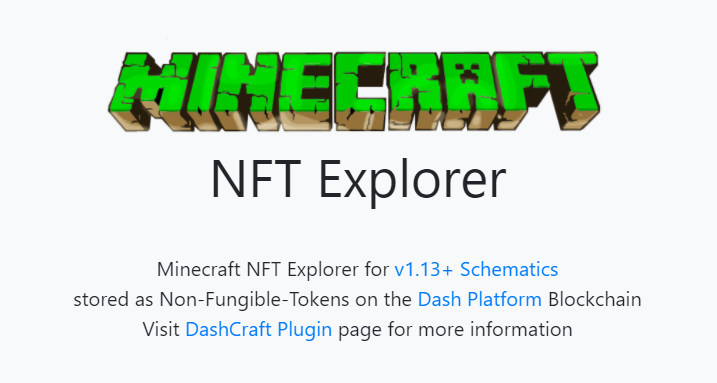 MINECRAFT
NFT Explorer
Minecraft NFT Explorer for v1.13+ Schematics
stored as Non-Fungible-Tokens on the Dash Platform Blockchain
Visit DashCraft Plugin page for more information